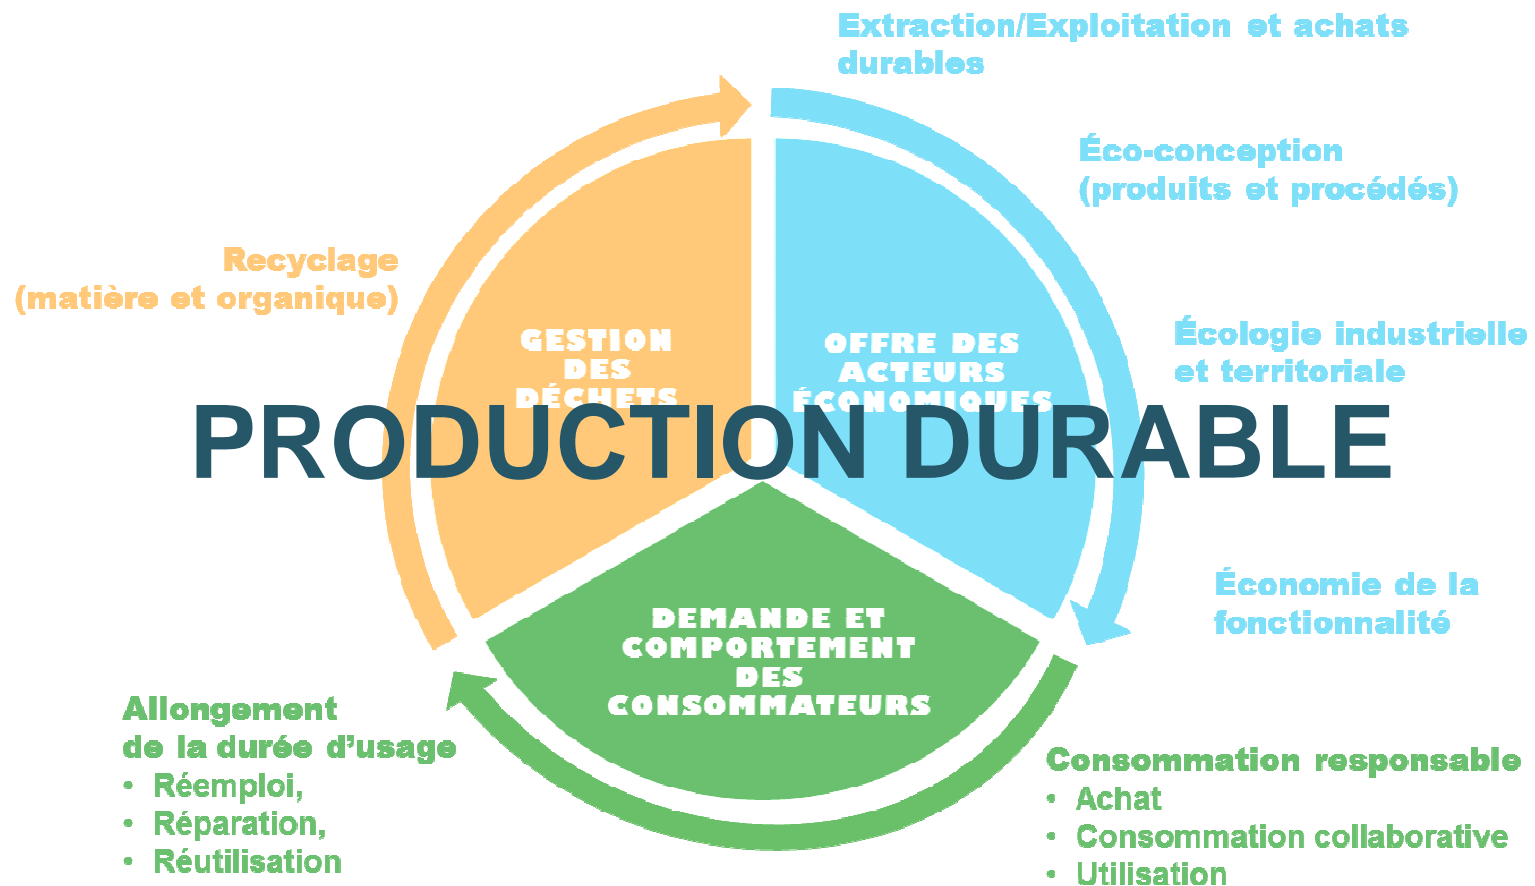 Extraction/Exploitation et achats
durables
Éco-conception
(produits et procédés)
Recyclage
(matière et organique)
Écologie industrielle
et territoriale
GESTION
DES
DÉCHETS
OFFRE DES
ACTEURS
ÉCONOMIQUES
PRODUCTION DURABLE
Économie de la
fonctionnalité
DEMANDE ET
COMPORTEMENT
DES
CONSOMMATEURS
Allongement
de la durée d’usage
• Réemploi,
• Réparation,
• Réutilisation
Consommation responsable
• Achat
• Consommation collaborative
• Utilisation